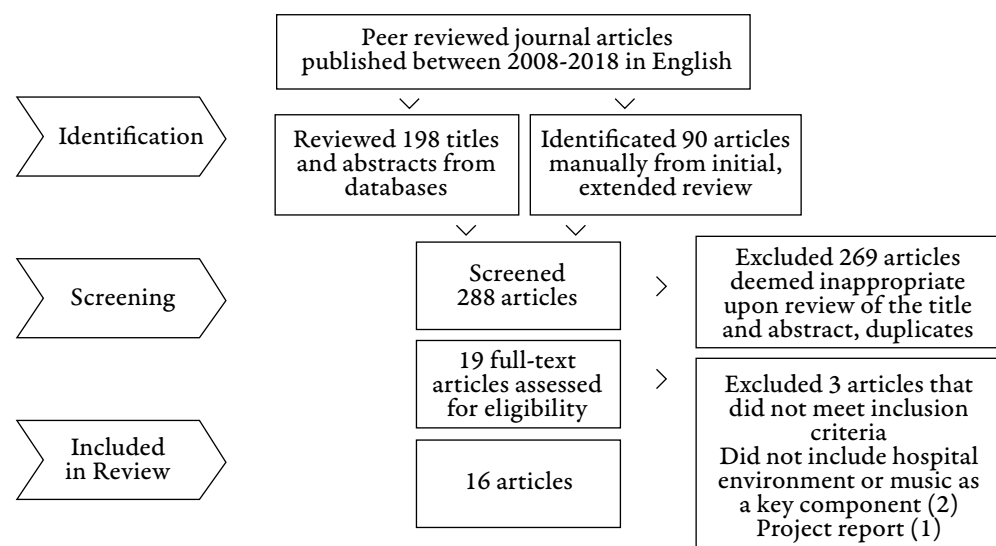 Peer reviewed journal articles
published between 2008-2018 in English
Identification
Reviewed 198 titles
and abstracts from
databases
Identificated 90 articles
manually from initial,
extended review
Screening
Screened
288 articles
Excluded 269 articles
deemed inappropriate
upon review of the title
and abstract, duplicates
19 full-text
articles assessed
for eligibility
Excluded 3 articles that
did not meet inclusion
criteria
Did not include hospital
environment or music as
a key component (2)
Project report (1)
Included
in Review
16 articles